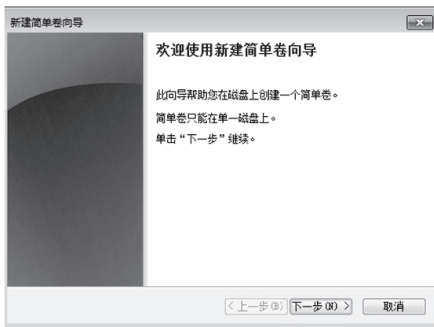 新建简单卷向导
欢迎使用新建简单卷向导
此向导帮助您在磁盘上创建一个简单卷。
简单卷只能在单一磁盘上。
单击“下一步”继续。
< 上一步(B) 下一步(N) > 取消